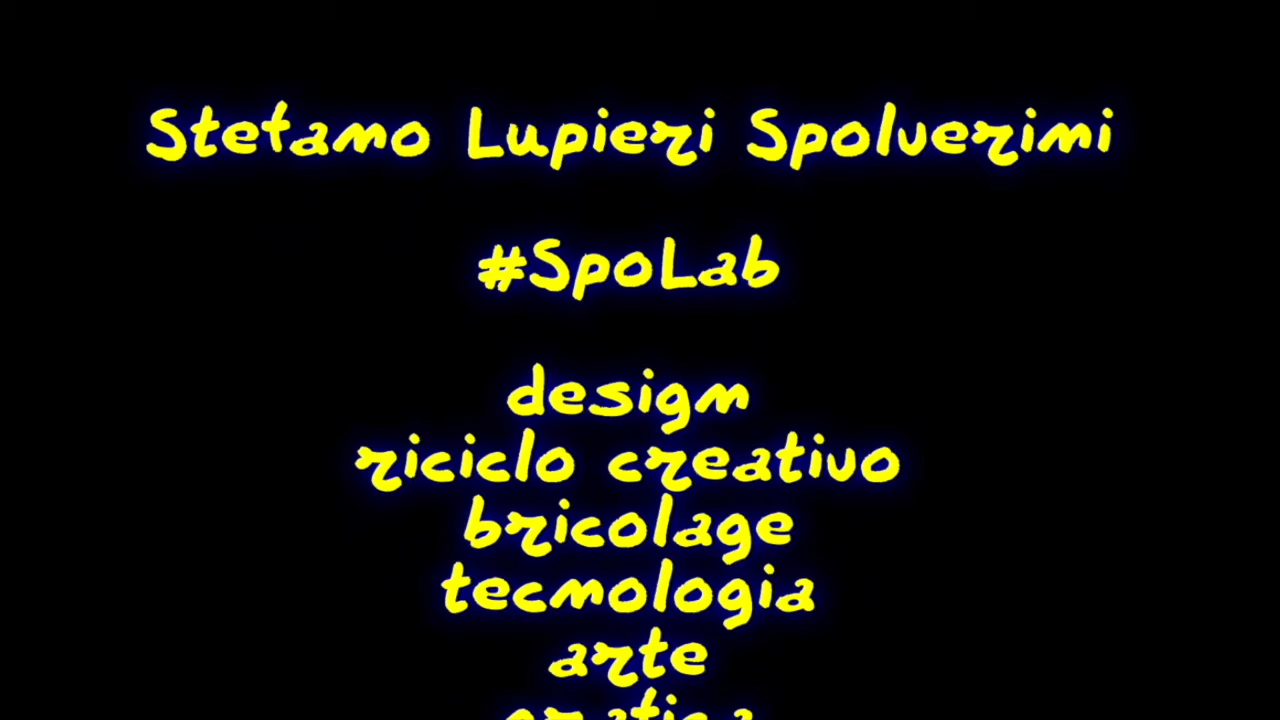 Stefano Lupieri Spolverini
#SpoLab
design
riciclo creativo
bricolage
tecnologia
arte